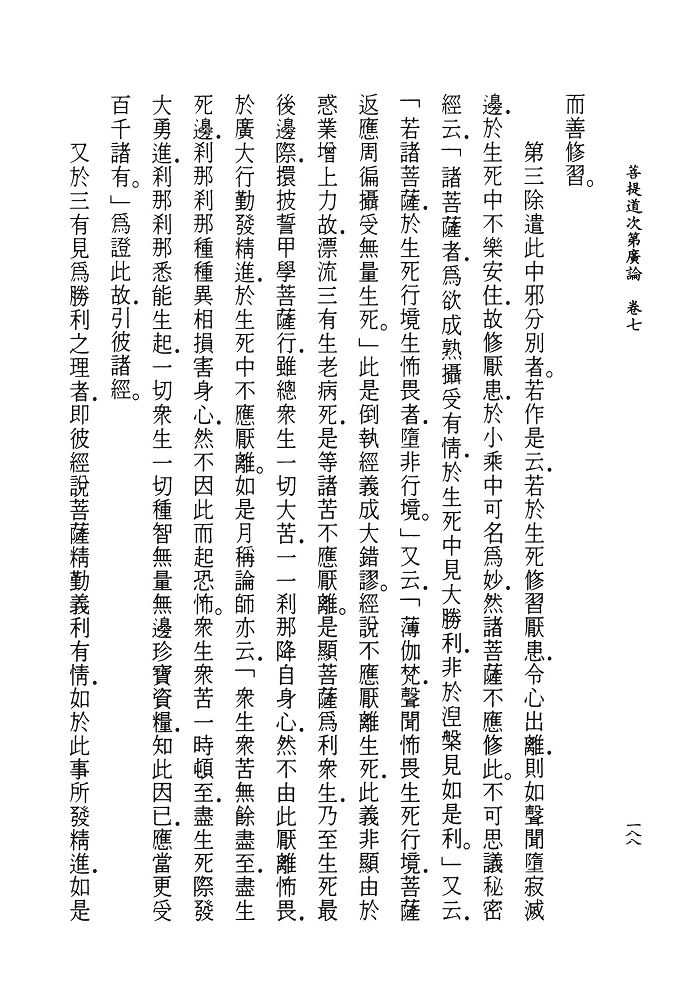 菩提道次第廣論　卷七
一八八
而善修習。
第三除遣此中邪分別者。若作是云．若於生死修習厭患．令心出離．則如聲聞墮寂滅
邊．於生死中不樂安住．故修厭患．於小乘中可名爲妙．然諸菩薩不應修此。不可思議秘密
經云．「諸菩薩者爲欲成熟攝受有情．於生死中見大勝利．非於涅槃見如是利。」又云．
「若諸菩薩．於生死行境生怖畏者．墮非行境。」又云．「薄伽梵．聲聞怖畏生死行境．菩薩
返應周徧攝受無量生死。」此是倒執經義成大錯謬。經說不應厭離生死．此義非顯由於
惑業增上力故．漂流三有生老病死．是等諸苦不應厭離。是顯菩薩爲利衆生．乃至生死最
後邊際．擐披誓甲學菩薩行．雖總衆生一切大苦．一一刹那降自身心．然不由此厭離怖畏．
於廣大行勤發精進．於生死中不應厭離。如是月稱論師亦云．「衆生衆苦無餘盡至．盡生
死邊．刹那刹那種種異相損害身心．然不因此而起恐怖。衆生衆苦一時頓至．盡生死際發
大勇進．刹那刹那悉能生起．一切衆生一切種智無量無邊珍寶資糧．知此因已．應當更受
百千諸有。」爲證此故．引彼諸經。
又於三有見爲勝利之理者．即彼經說菩薩精勤義利有情．如於此事所發精進．如是